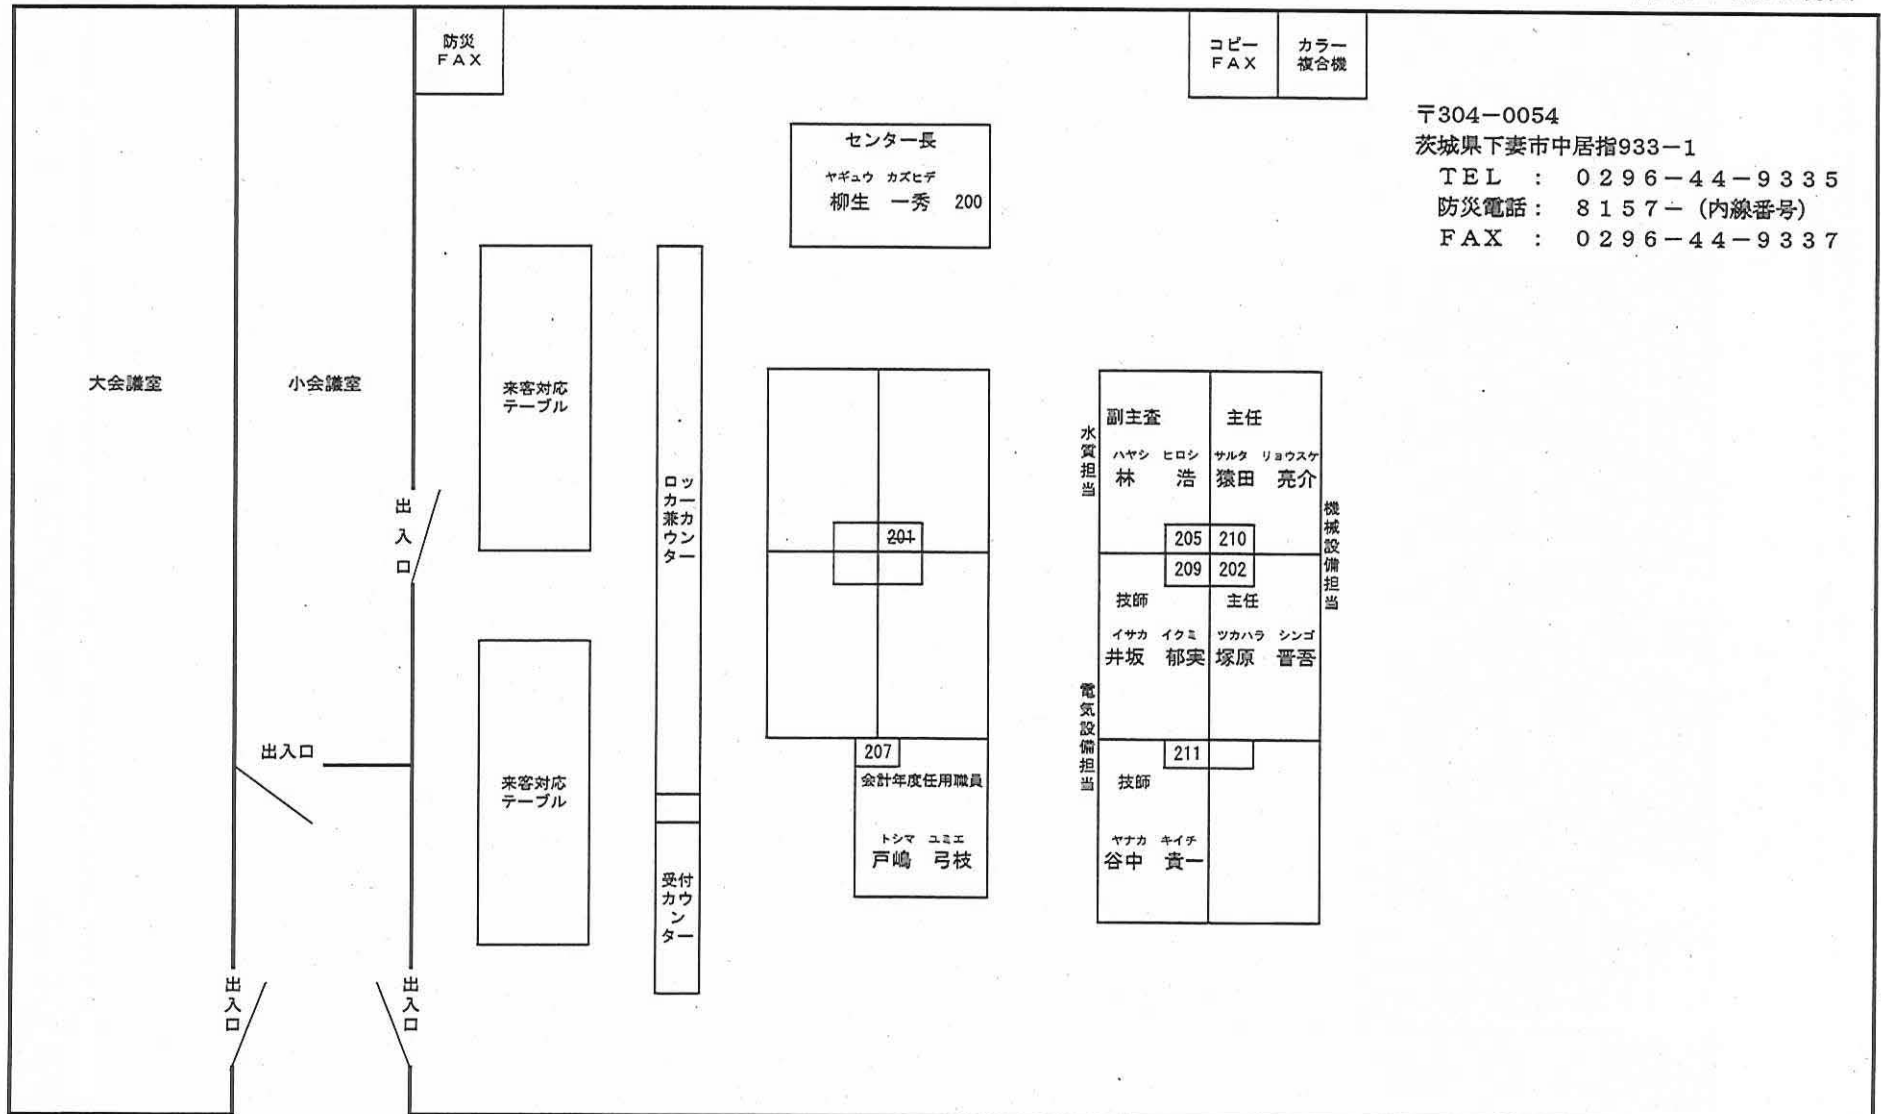 防災
ＦＡＸ
コピー
ＦＡＸ
カラー
複合機
〒304－0054
茨城県下妻市中居指933－1
ＴＥＬ ： ０２９６－４４－９３３５
防災電話： ８１５７－（内線番号）
ＦＡＸ ： ０２９６－４４－９３３７
センター長
ヤギュウ カズヒデ
柳生 一秀 200
大会議室
小会議室
出入口
出入口
出入口
出入口
来客対応
テーブル
来客対応
テーブル
ロッ
カー
兼カ
ウン
ター
受付
カウ
ン
ター
201
207
会計年度任用職員
トシマ ユミエ
戸嶋 弓枝
水質担当
副主査
ハヤシ ヒロシ
林 浩
主任
サルタ リョウスケ
猿田 亮介
機械設備担当
205 210
209 202
技師
イサカ イクミ
井坂 郁実
主任
ツカハラ シンゴ
塚原 晋吾
電気設備担当
211
技師
ヤナカ キイチ
谷中 貴一